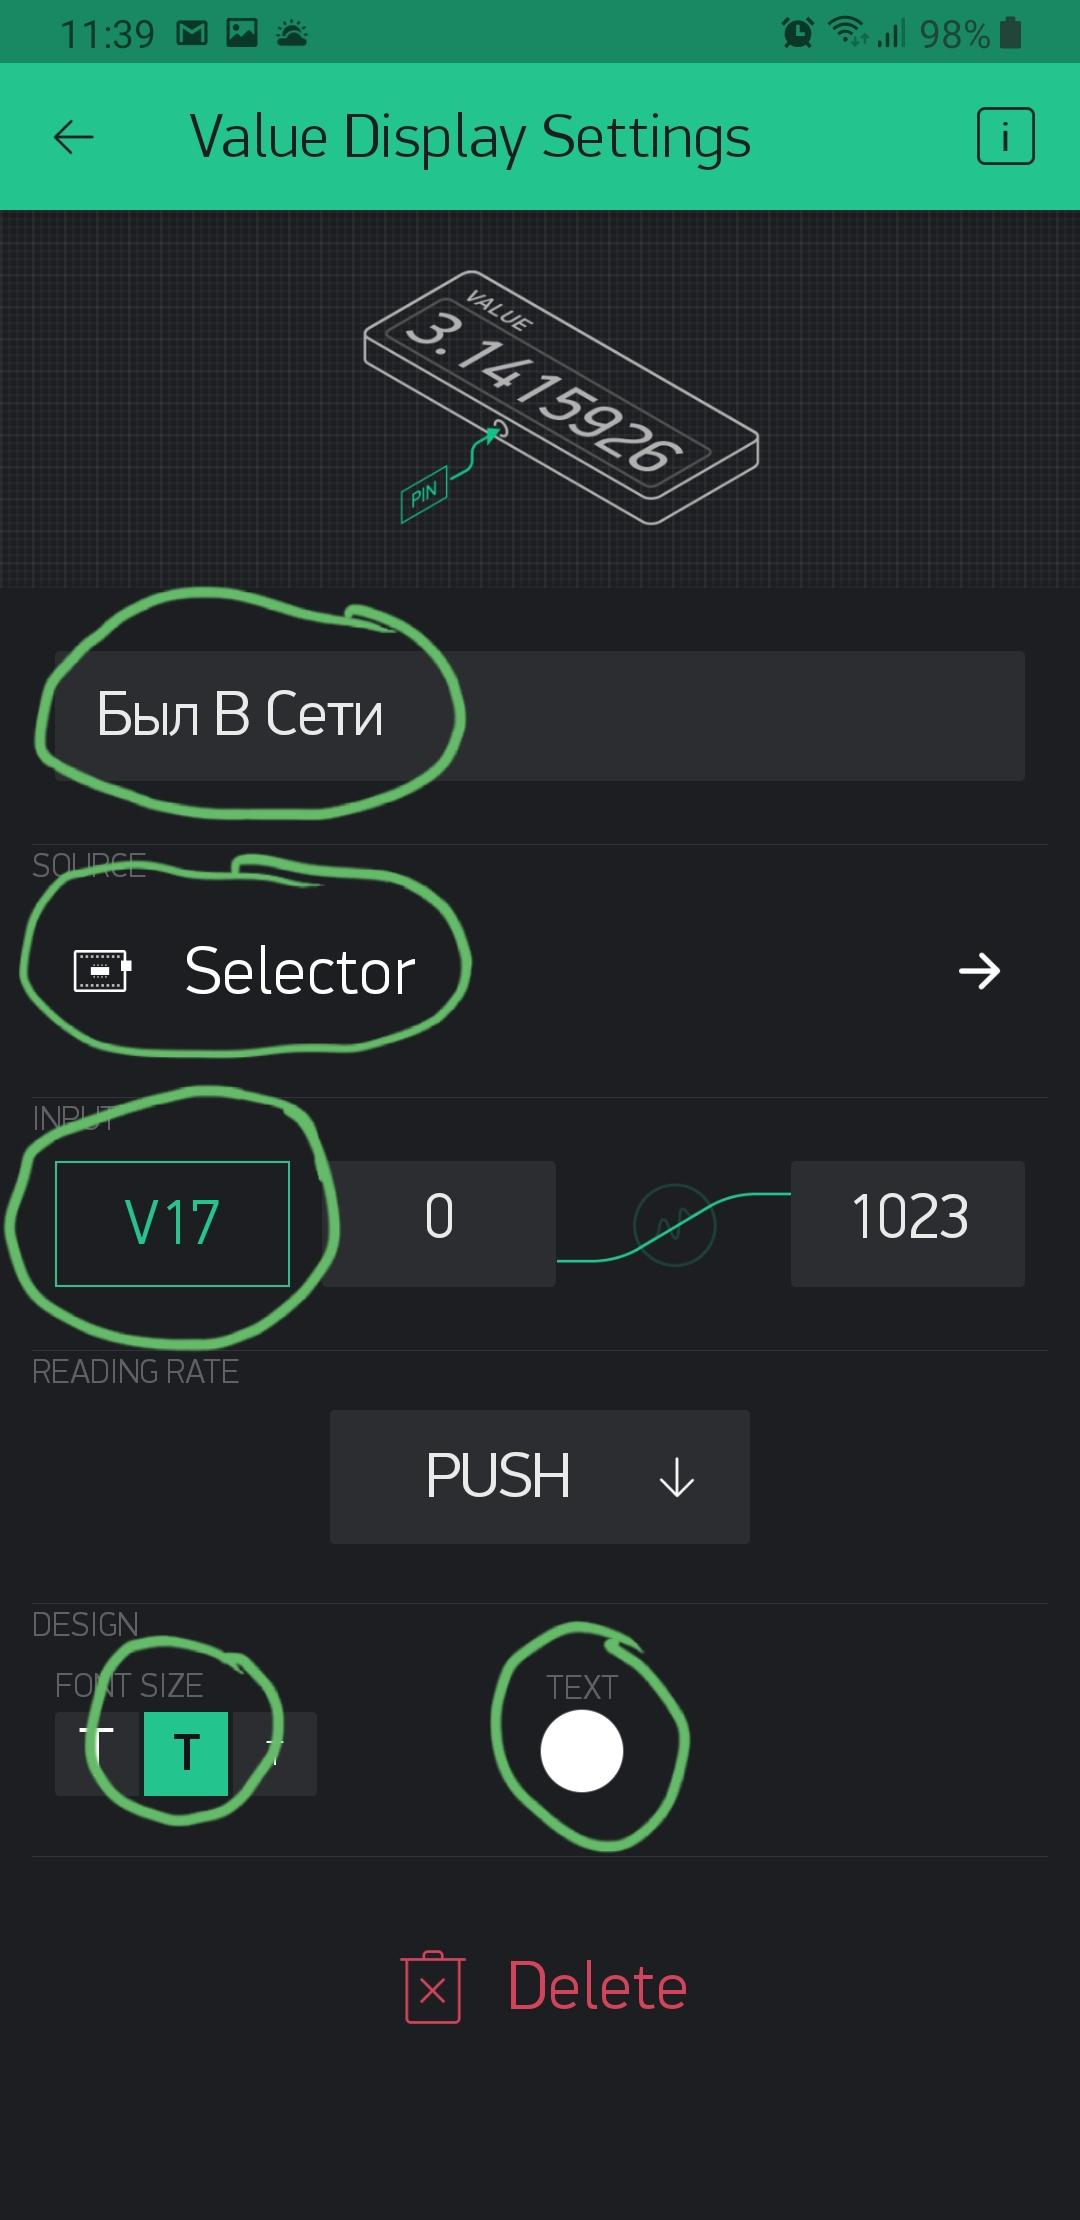 11:39 98%
Value Display Settings i
VALUE
3.1415926
PIN
Был В Сети
SOURCE
Selector
INPUT
V17 0 1023
READING RATE
PUSH
DESIGN
FONT SIZE TEXT
T T T
Delete